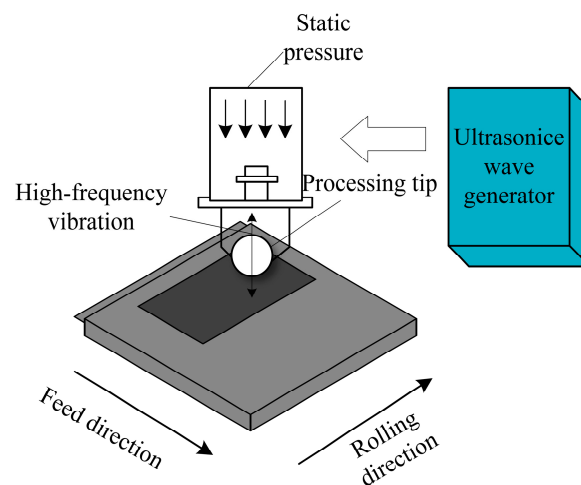 Static
pressure
Ultrasonice
wave
generator
High-frequency
vibration
Processing tip
Feed direction
Rolling
direction